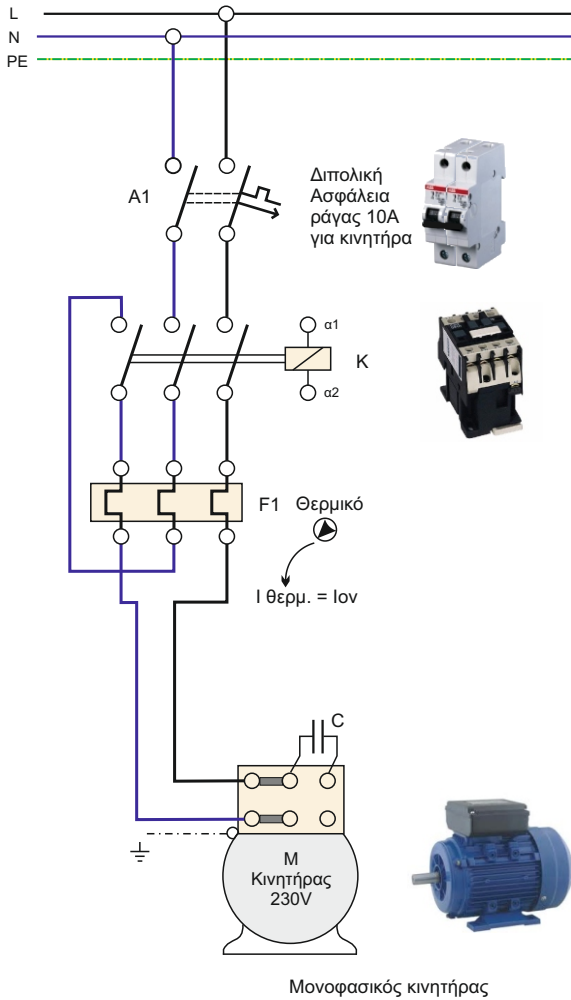 L
N
PE
A1
Διπολική
Ασφάλεια
ράγας 10A
για κινητήρα
α1
K
α2
F1 Θερμικό
I θερμ. = Ιον
C
M
Κινητήρας
230V
Μονοφασικός κινητήρας